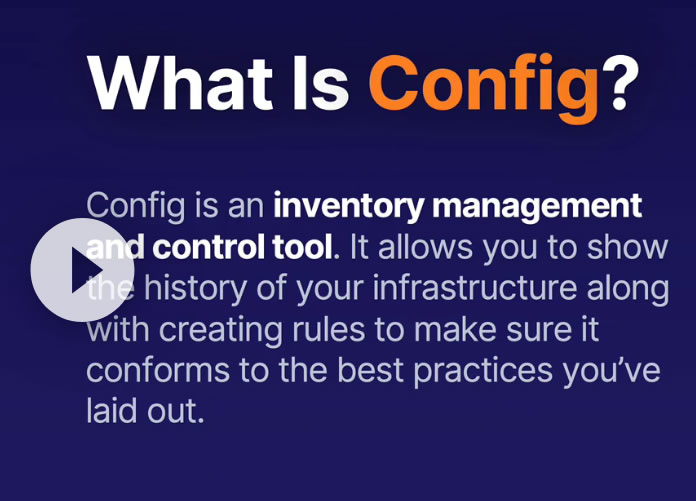 What Is Config?
Config is an inventory management
and control tool. It allows you to show
the history of your infrastructure along
with creating rules to make sure it
conforms to the best practices you’ve
laid out.